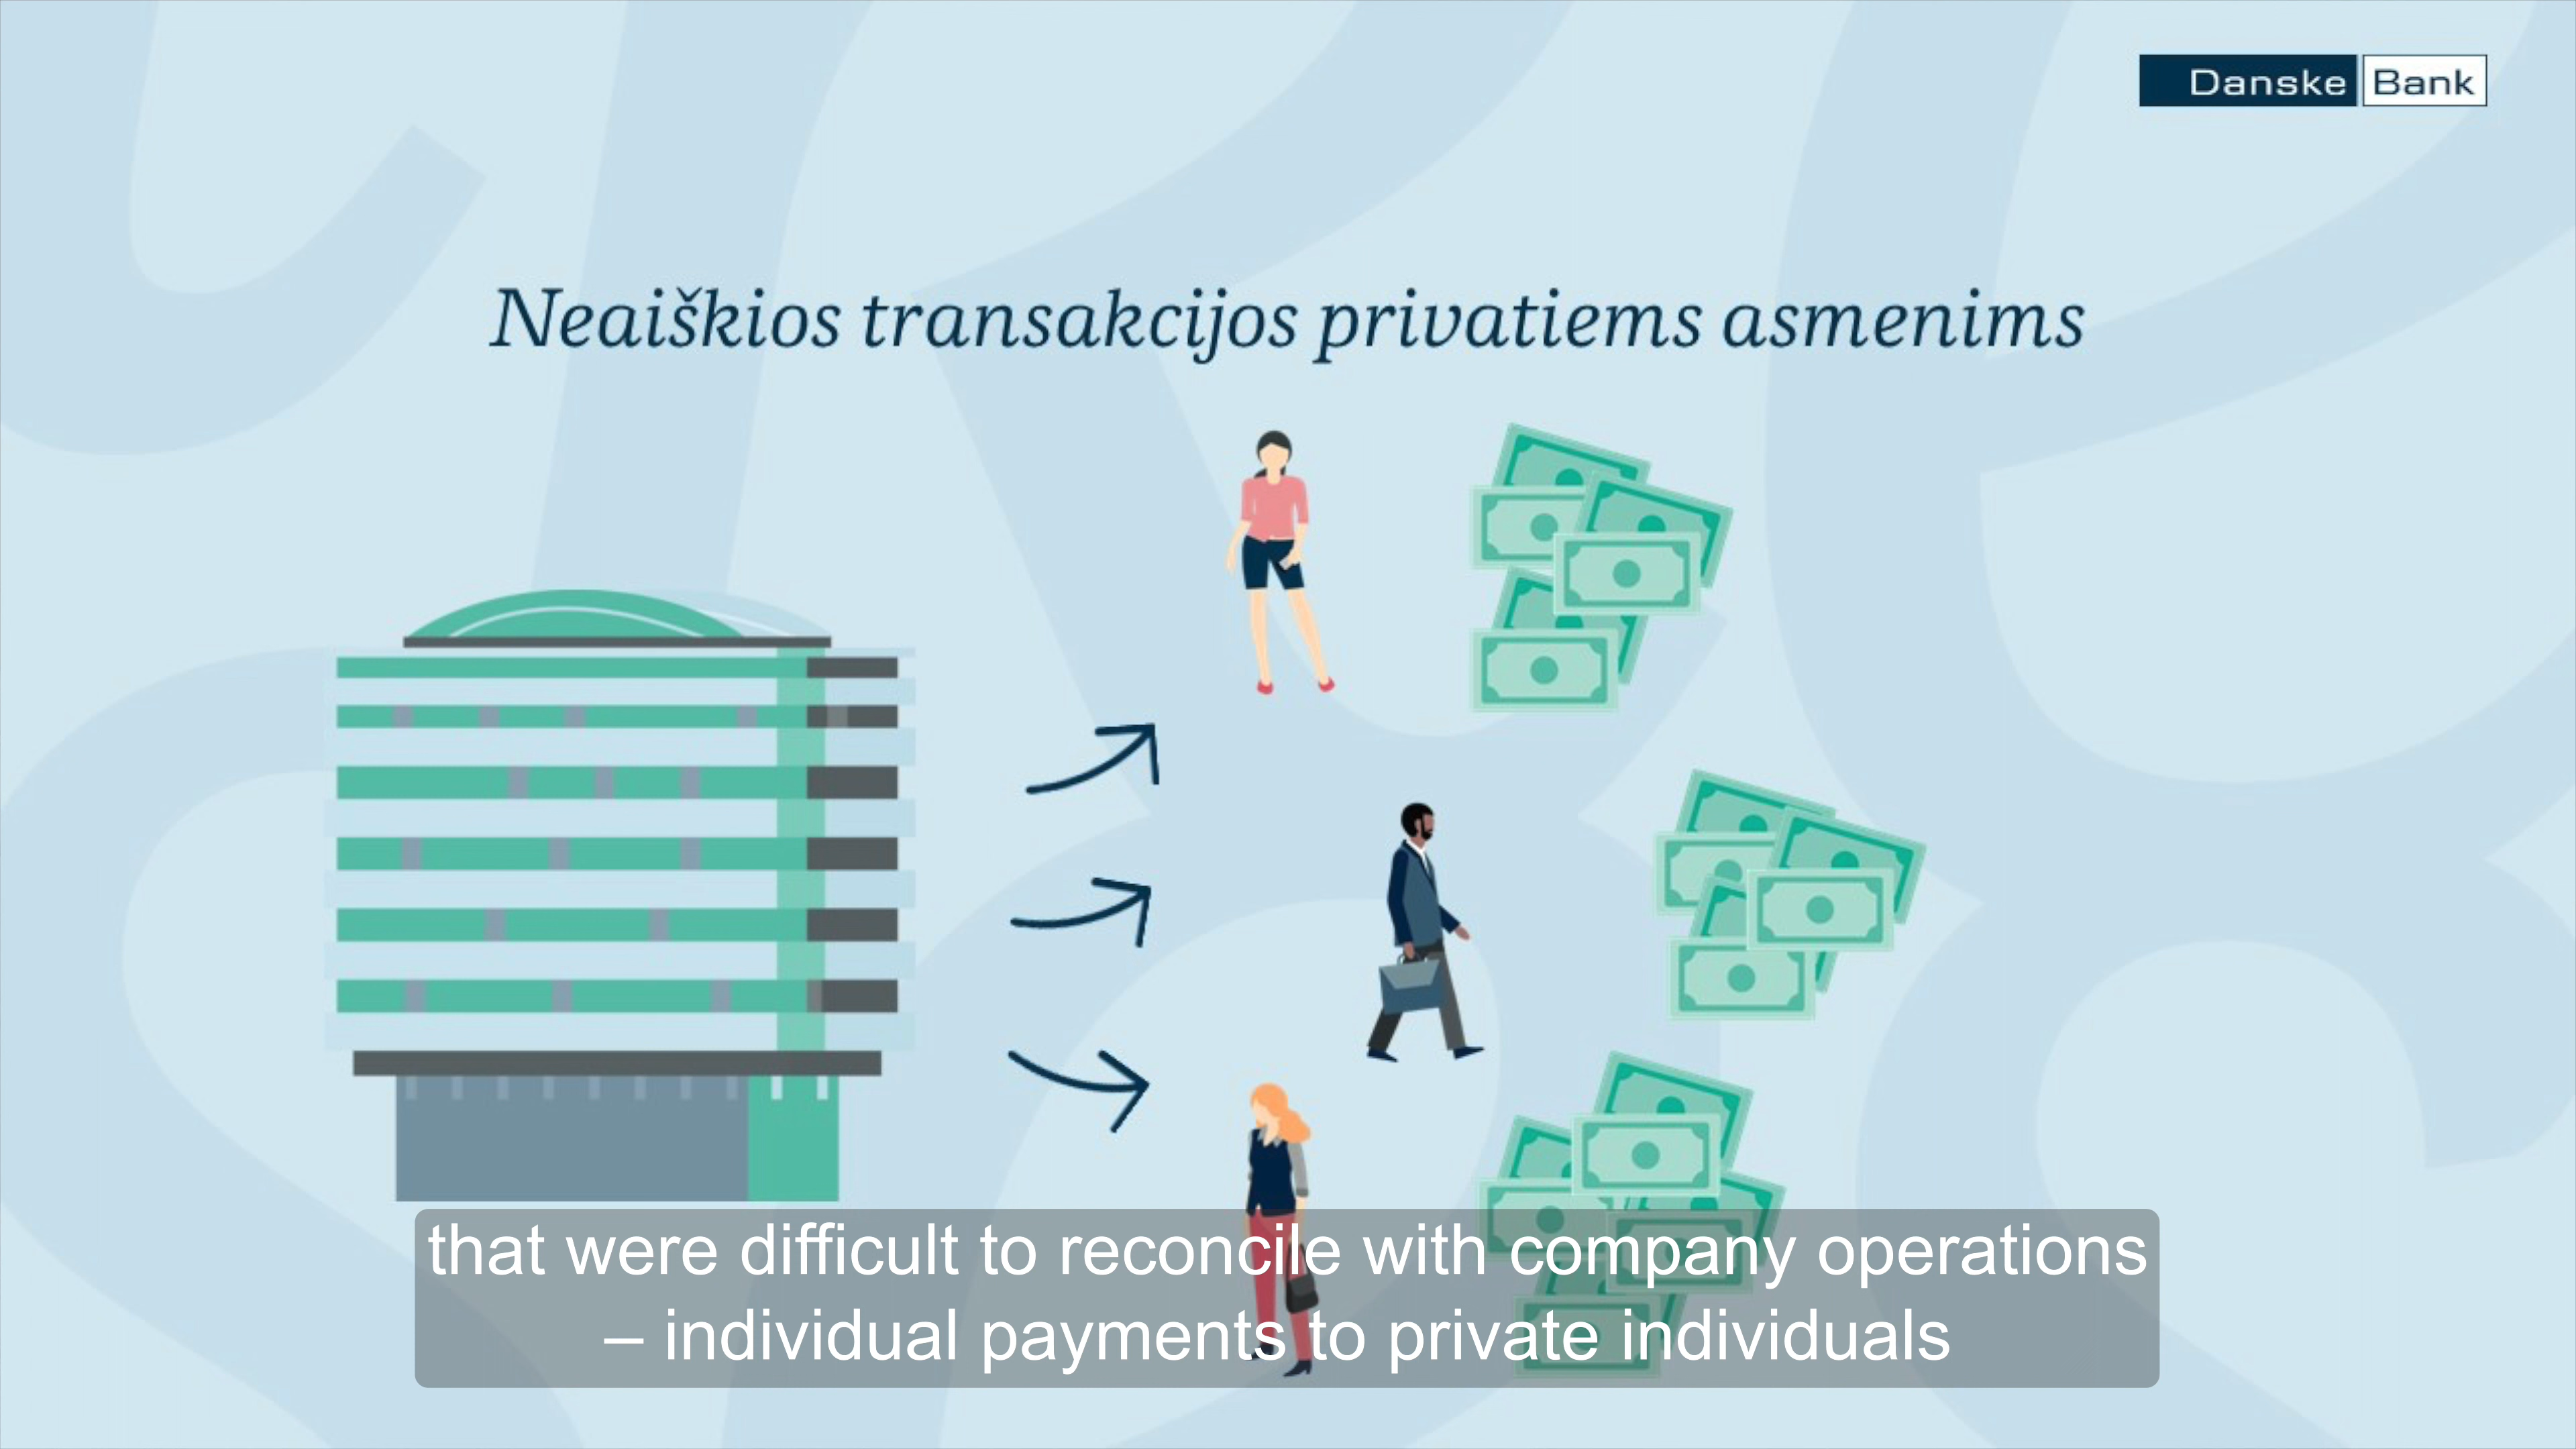 Danske Bank
Neaiškios transakcijos privatiems asmenims
that were difficult to reconcile with company operations
– individual payments to private individuals